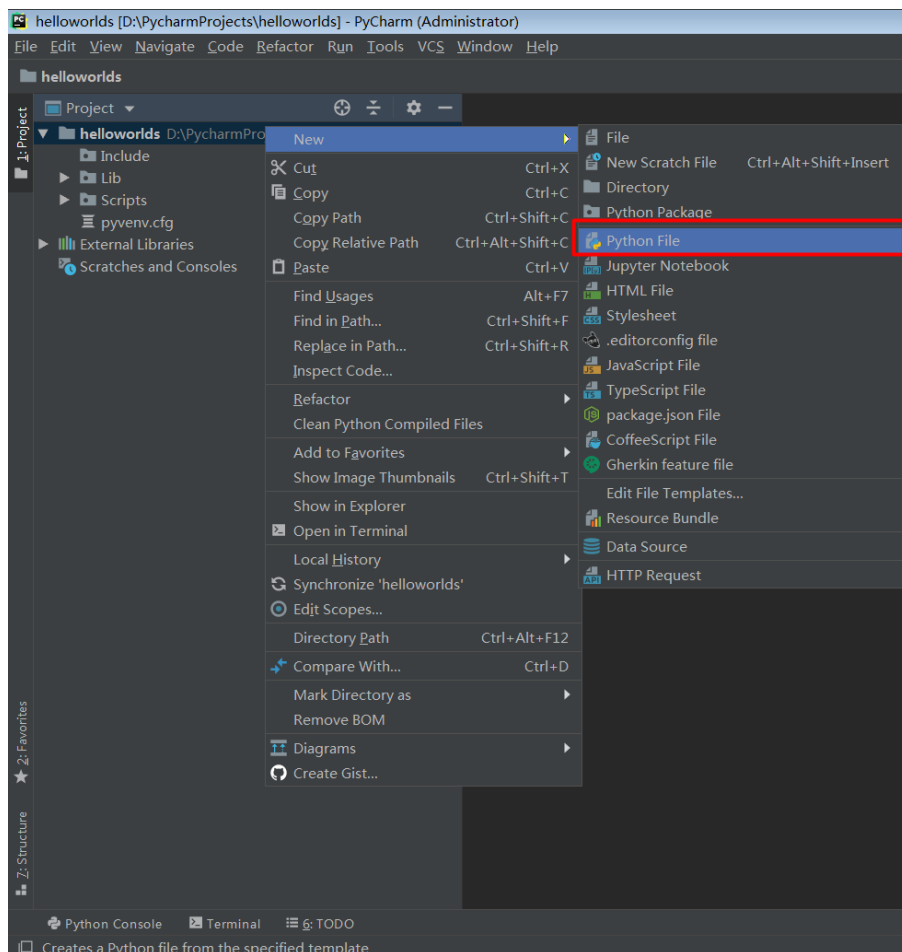 helloworlds [D:\PycharmProjects\helloworlds] - PyCharm (Administrator)
File Edit View Navigate Code Refactor Run Tools VCS Window Help
helloworlds
1: Project
Project
helloworlds D:\PycharmPro
Include
Lib
Scripts
pyvenv.cfg
External Libraries
Scratches and Consoles
New
Cut Ctrl+X
Copy Ctrl+C
Copy Path Ctrl+Shift+C
Copy Relative Path Ctrl+Alt+Shift+C
Paste Ctrl+V
Find Usages Alt+F7
Find in Path... Ctrl+Shift+F
Replace in Path... Ctrl+Shift+R
Inspect Code...
Refactor
Clean Python Compiled Files
Add to Favorites
Show Image Thumbnails Ctrl+Shift+T
Show in Explorer
Open in Terminal
Local History
Synchronize 'helloworlds'
Edit Scopes...
Directory Path Ctrl+Alt+F12
Compare With... Ctrl+D
Mark Directory as
Remove BOM
Diagrams
Create Gist...
File
New Scratch File Ctrl+Alt+Shift+Insert
Directory
Python Package
Python File
Jupyter Notebook
HTML File
Stylesheet
.editorconfig file
JavaScript File
TypeScript File
package.json File
CoffeeScript File
Gherkin feature file
Edit File Templates...
Resource Bundle
Data Source
HTTP Request
2: Favorites
Z: Structure
Python Console Terminal 6: TODO
Creates a Python file from the specified template